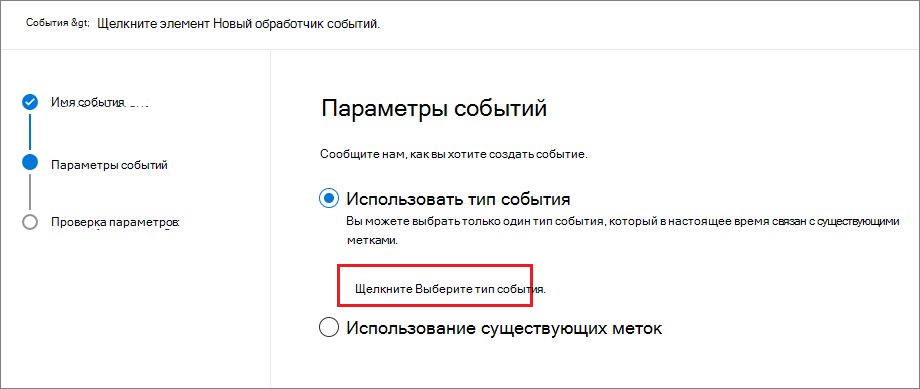 События &gt; Щелкните элемент Новый обработчик событий.
Имя события
Параметры событий
Проверка параметров:
Параметры событий
Сообщите нам, как вы хотите создать событие.
Использовать тип события
Вы можете выбрать только один тип события, который в настоящее время связан с существующими
метками.
Щелкните Выберите тип события.
Использование существующих меток